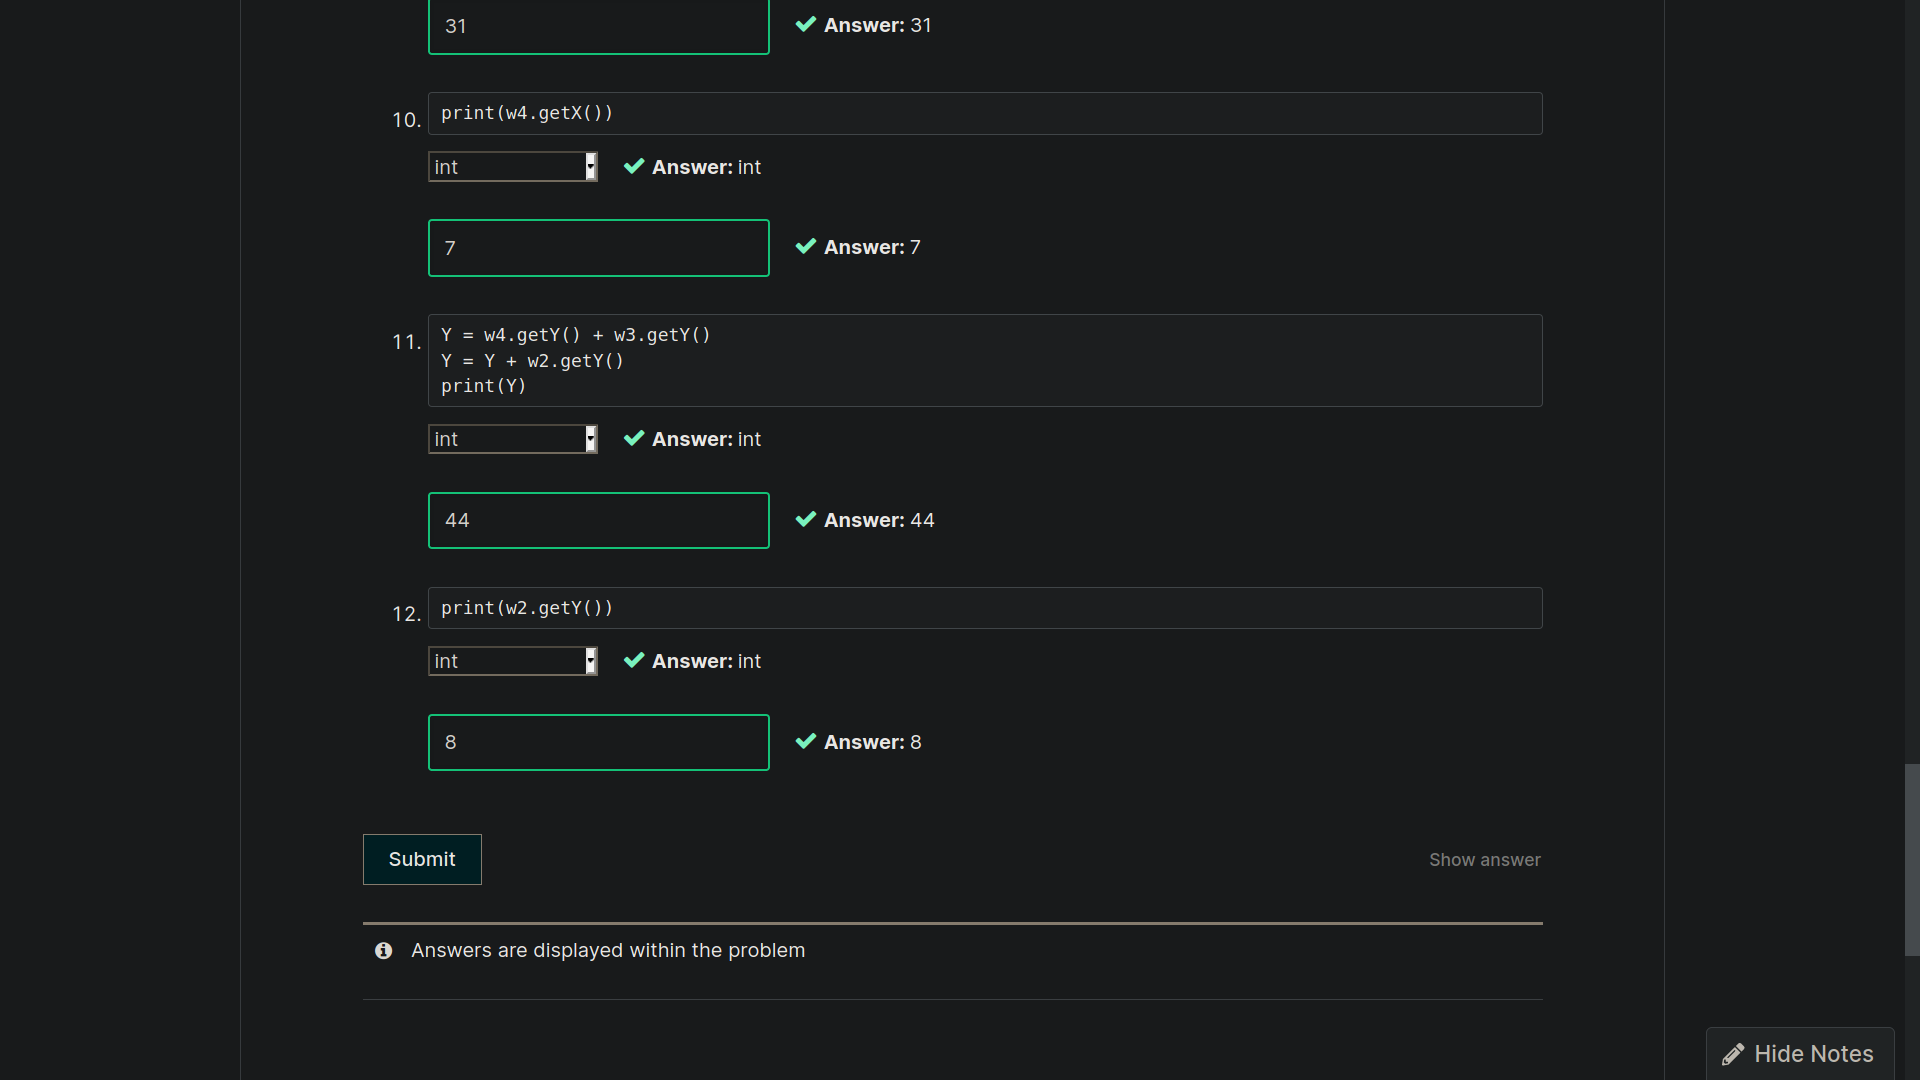 31
Answer: 31
10.
print(w4.getX())
int
Answer: int
7
Answer: 7
11.
Y = w4.getY() + w3.getY()
Y = Y + w2.getY()
print(Y)
int
Answer: int
44
Answer: 44
12.
print(w2.getY())
int
Answer: int
8
Answer: 8
Submit
Show answer
Answers are displayed within the problem
Hide Notes